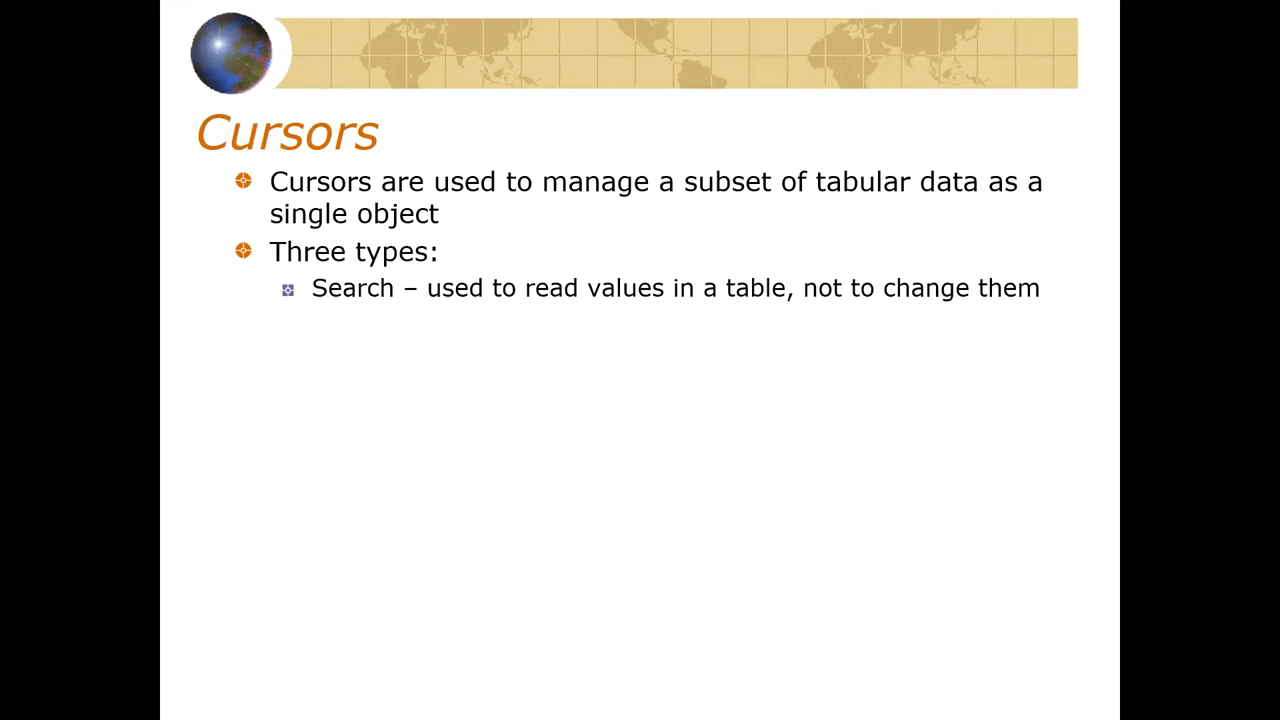 Cursors
Cursors are used to manage a subset of tabular data as a
single object
Three types:
Search – used to read values in a table, not to change them